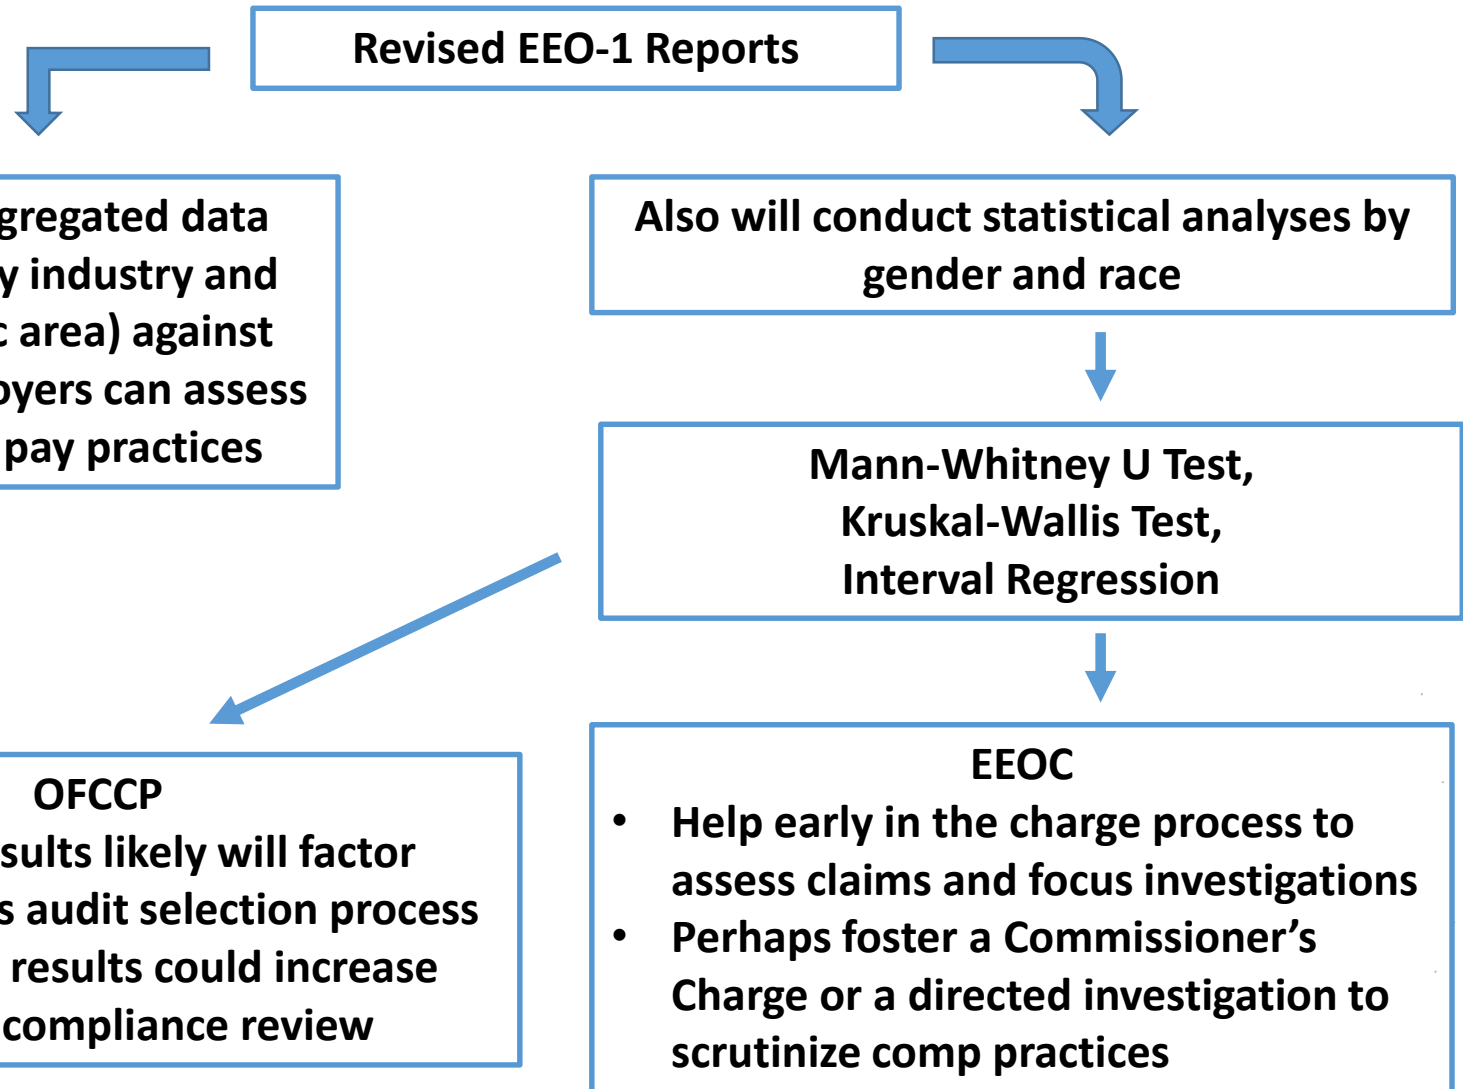 Revised EEO-1 Reports
gregated data
y industry and
c area) against
oyers can assess
pay practices
Also will conduct statistical analyses by
gender and race
Mann-Whitney U Test,
Kruskal-Wallis Test,
Interval Regression
OFCCP
sults likely will factor
s audit selection process
results could increase
compliance review
EEOC
• Help early in the charge process to
assess claims and focus investigations
• Perhaps foster a Commissioner’s
Charge or a directed investigation to
scrutinize comp practices